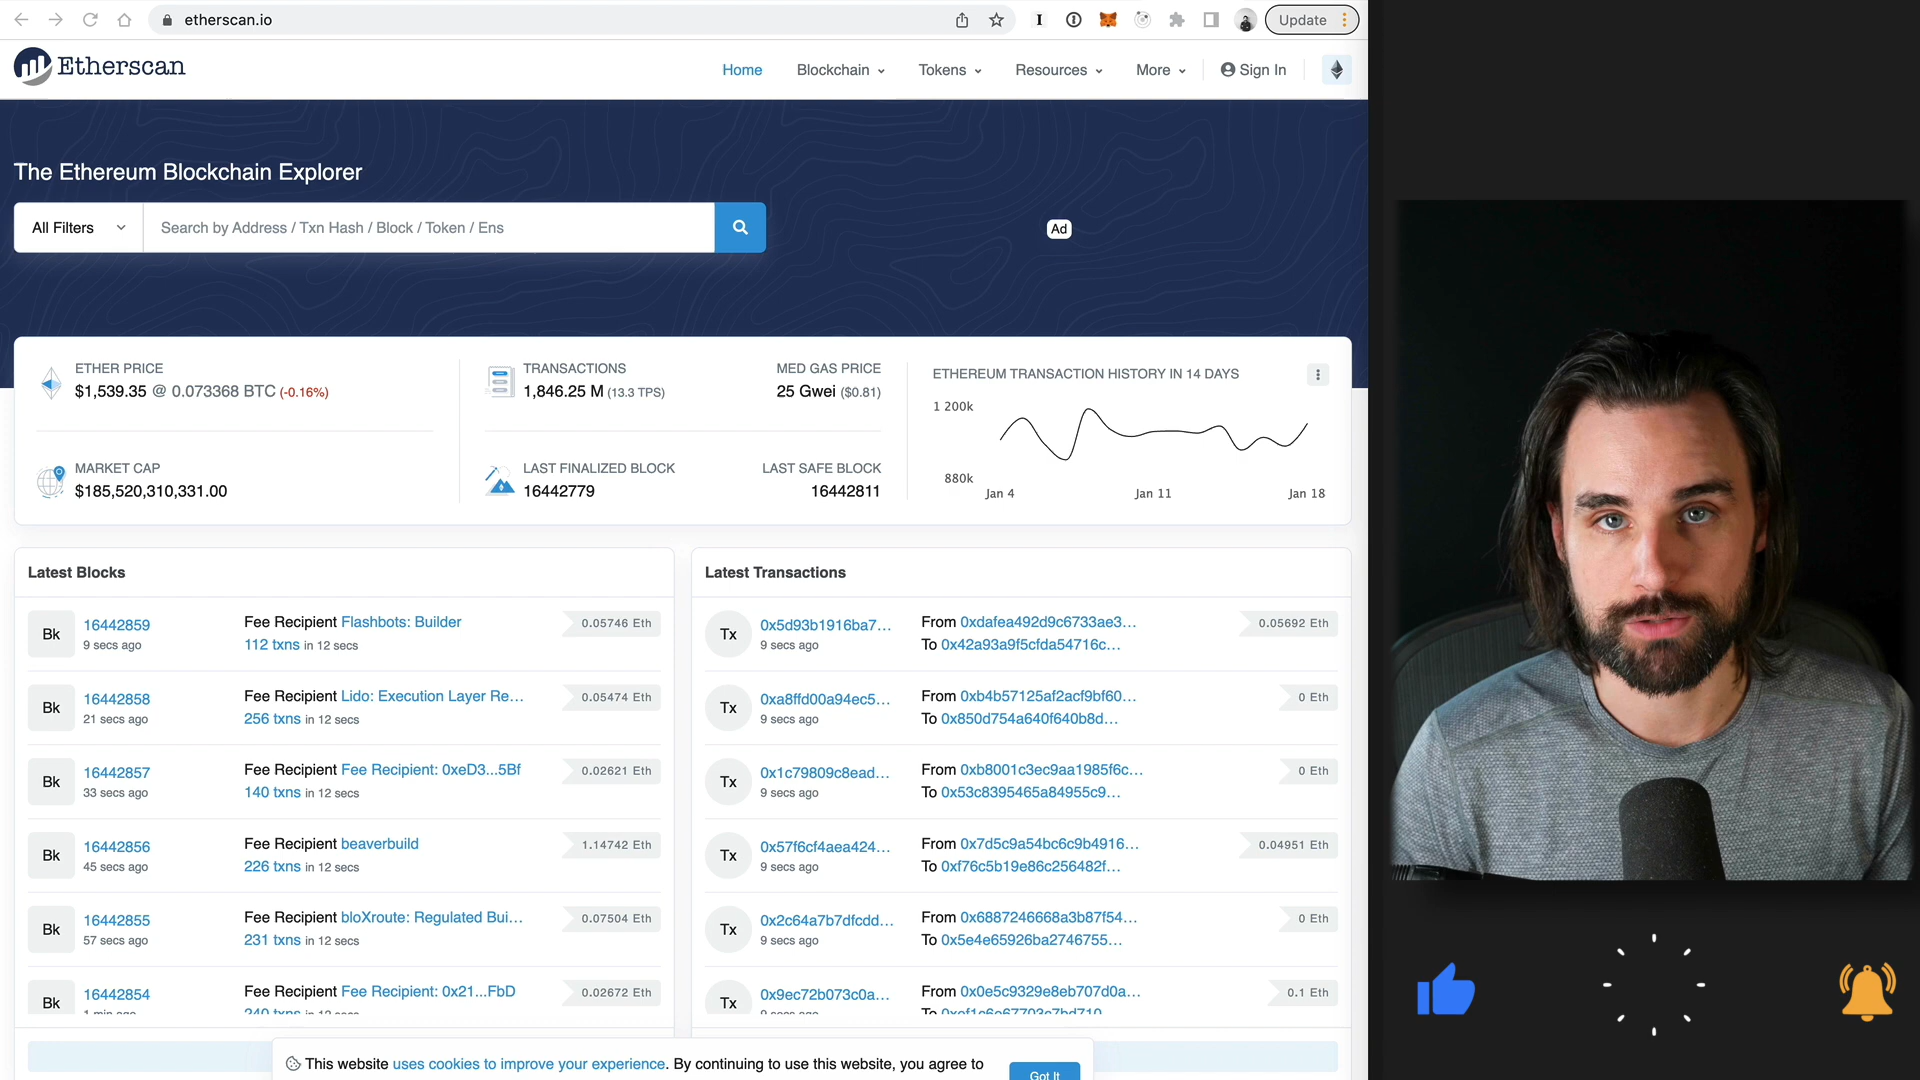 etherscan.io
Update
Etherscan
Home
Blockchain
Tokens
Resources
More
Sign In
The Ethereum Blockchain Explorer
All Filters
Search by Address / Txn Hash / Block / Token / Ens
Ad
ETHER PRICE
$1,539.35 @ 0.073368 BTC (-0.16%)
MARKET CAP
$185,520,310,331.00
TRANSACTIONS
1,846.25 M (13.3 TPS)
MED GAS PRICE
25 Gwei ($0.81)
LAST FINALIZED BLOCK
16442779
LAST SAFE BLOCK
16442811
ETHEREUM TRANSACTION HISTORY IN 14 DAYS
1 200k
880k
Jan 4
Jan 11
Jan 18
Latest Blocks
Bk
16442859
9 secs ago
Fee Recipient Flashbots: Builder
112 txns in 12 secs
0.05746 Eth
Bk
16442858
21 secs ago
Fee Recipient Lido: Execution Layer Re...
256 txns in 12 secs
0.05474 Eth
Bk
16442857
33 secs ago
Fee Recipient Fee Recipient: 0xeD3...5Bf
140 txns in 12 secs
0.02621 Eth
Bk
16442856
45 secs ago
Fee Recipient beaverbuild
226 txns in 12 secs
1.14742 Eth
Bk
16442855
57 secs ago
Fee Recipient bloXroute: Regulated Bui...
231 txns in 12 secs
0.07504 Eth
Bk
16442854
1 min ago
Fee Recipient Fee Recipient: 0x21...FbD
240 txns in 12 secs
0.02672 Eth
Latest Transactions
Tx
0x5d93b1916ba7...
9 secs ago
From 0xdafea492d9c6733ae3...
To 0x42a93a9f5cfda54716c...
0.05692 Eth
Tx
0xa8ffd00a94ec5...
9 secs ago
From 0xb4b57125af2acf9bf60...
To 0x850d754a640f640b8d...
0 Eth
Tx
0x1c79809c8ead...
9 secs ago
From 0xb8001c3ec9aa1985f6c...
To 0x53c8395465a84955c9...
0 Eth
Tx
0x57f6cf4aea424...
9 secs ago
From 0x7d5c9a54bc6c9b4916...
To 0xf76c5b19e86c256482f...
0.04951 Eth
Tx
0x2c64a7b7dfcdd...
9 secs ago
From 0x6887246668a3b87f54...
To 0x5e4e65926ba2746755...
0 Eth
Tx
0x9ec72b073c0a...
9 secs ago
From 0x0e5c9329e8eb707d0a...
To
0.1 Eth
This website uses cookies to improve your experience. By continuing to use this website, you agree to
Got It